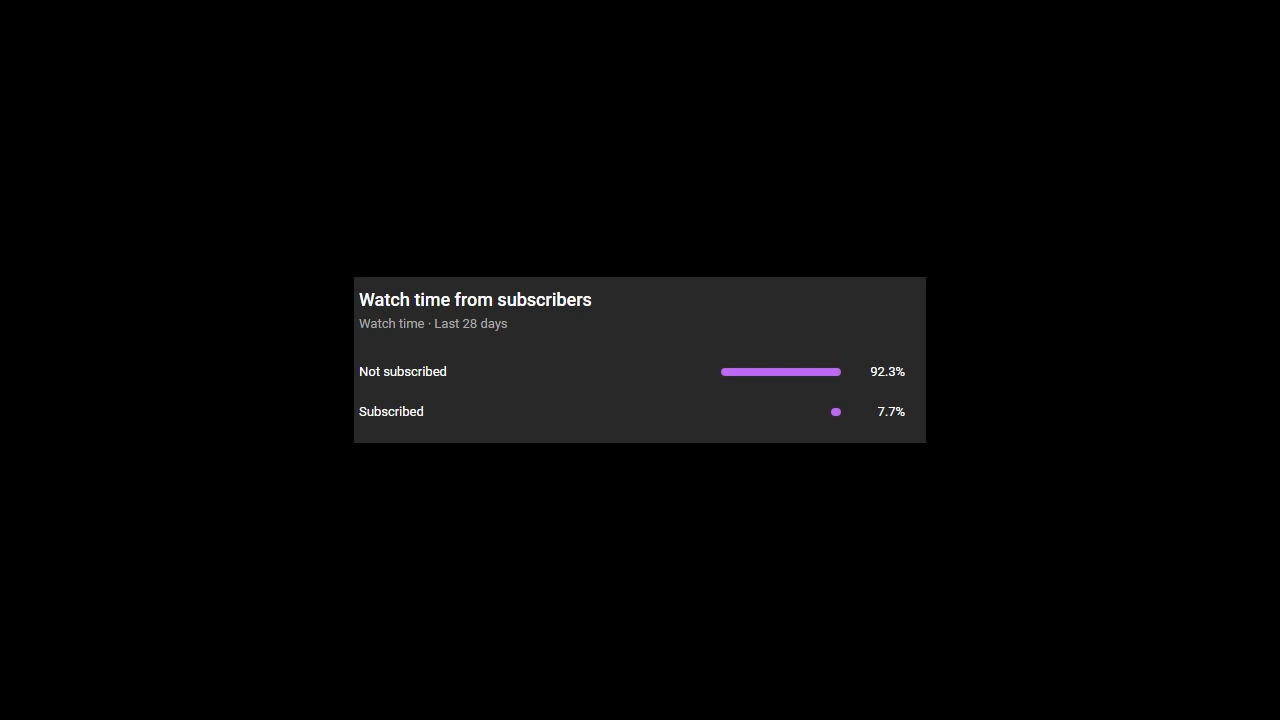 Watch time from subscribers
Watch time · Last 28 days
Not subscribed 92.3%
Subscribed 7.7%